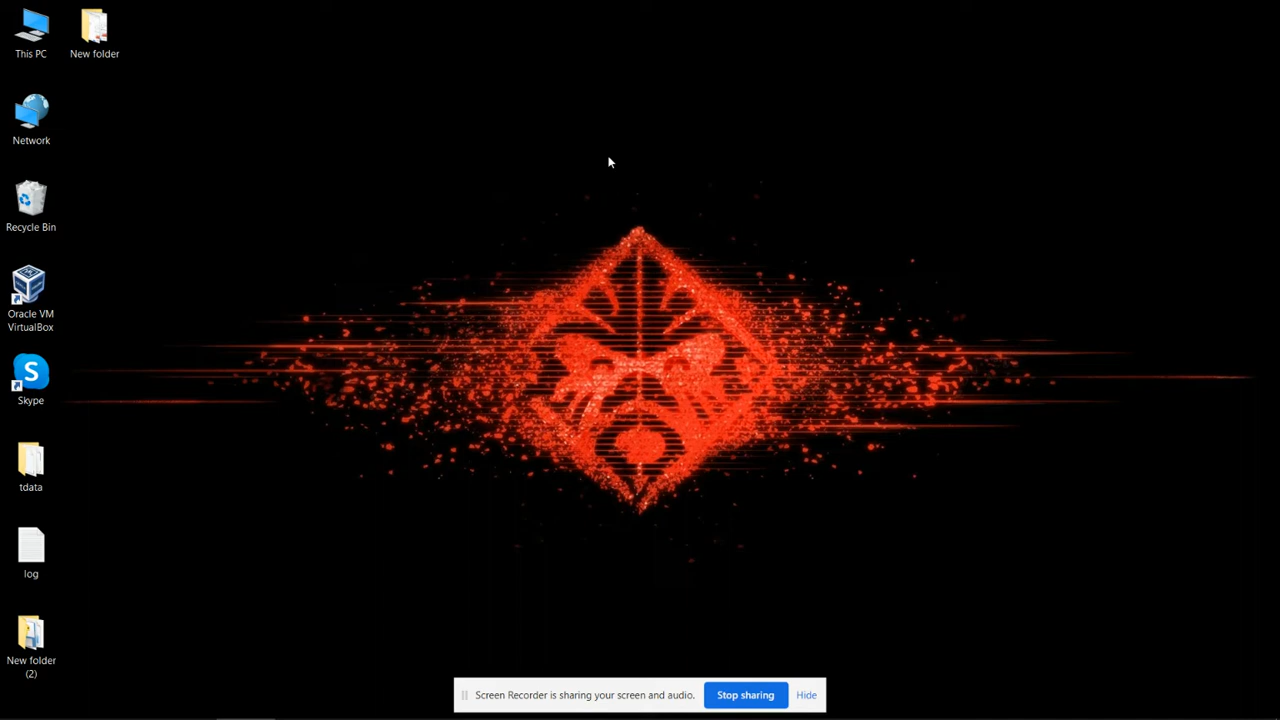 This PC
New folder
Network
Recycle Bin
Oracle VM
VirtualBox
S
Skype
tdata
log
New folder
(2)
Screen Recorder is sharing your screen and audio.
Stop sharing
Hide